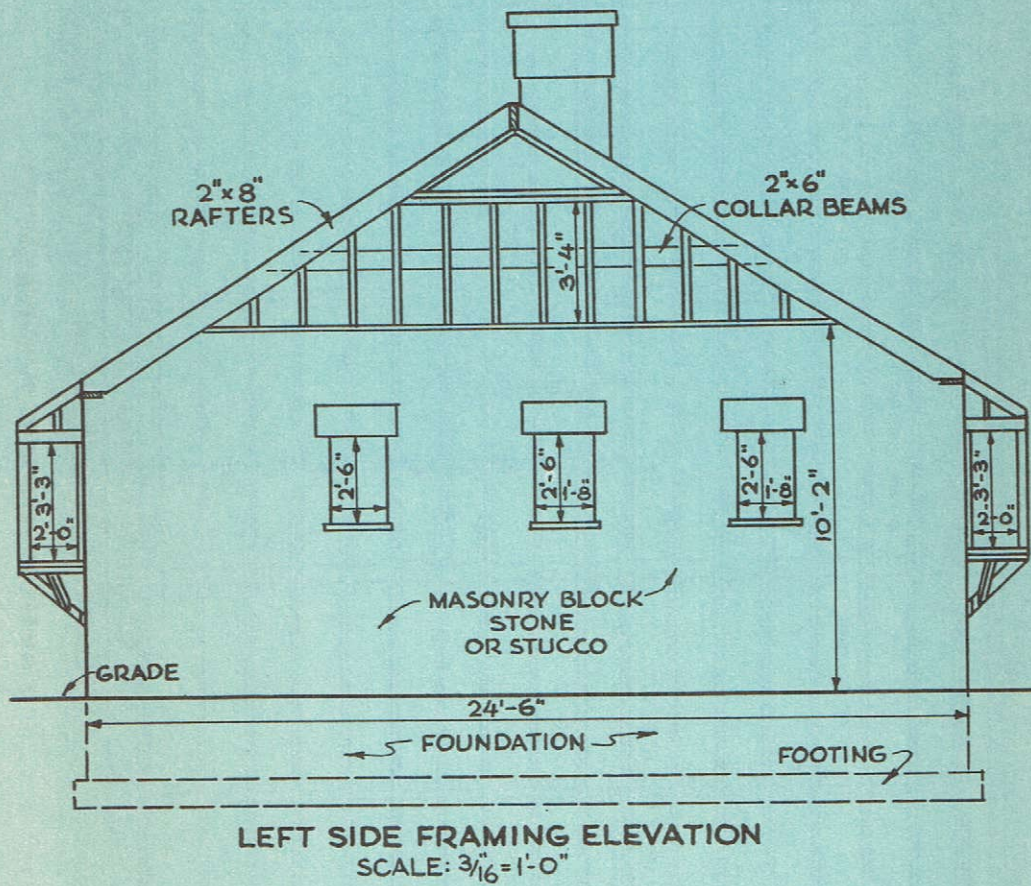 2"x8"
RAFTERS
2"x6"
COLLAR BEAMS
3'-4"
2'-3'-3"
2'-0"
2'-6"
2'-6"
1'-8"
2'-6"
1'-8"
10'-2"
2'-3'-3"
2'-0"
MASONRY BLOCK
STONE
OR STUCCO
GRADE
24'-6"
FOUNDATION
FOOTING
LEFT SIDE FRAMING ELEVATION
SCALE: 3/16"=1'-0"